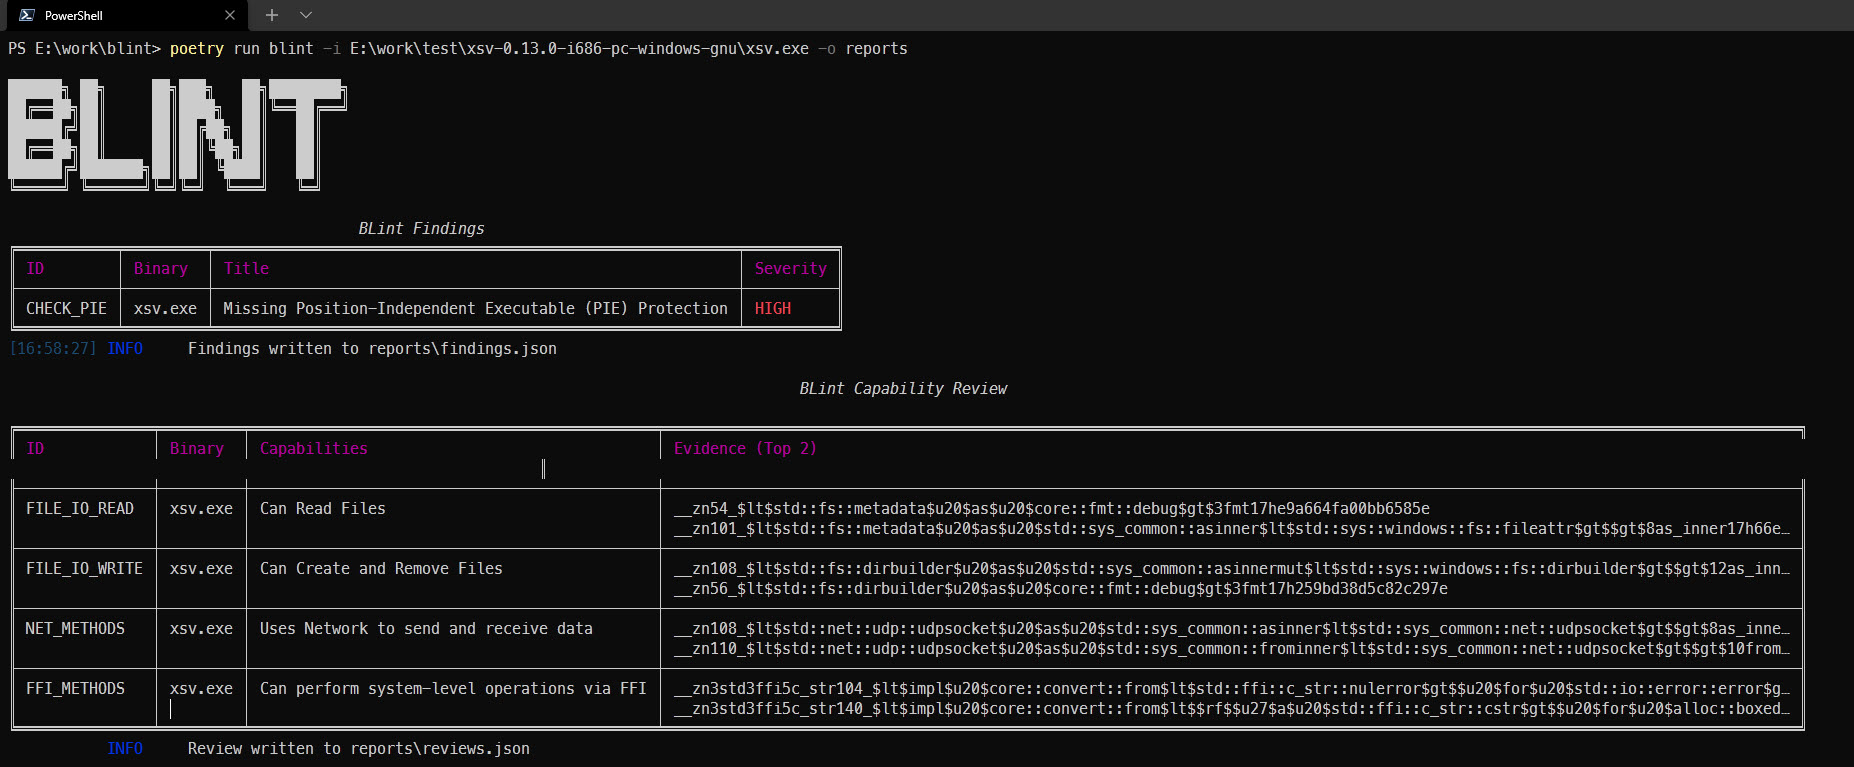 PowerShell
PS E:\work\blint> poetry run blint -i E:\work\test\xsv-0.13.0-i686-pc-windows-gnu\xsv.exe -o reports
BLINT
BLint Findings
ID Binary Title Severity
CHECK_PIE xsv.exe Missing Position-Independent Executable (PIE) Protection HIGH
[16:58:27] INFO Findings written to reports\findings.json
BLint Capability Review
ID Binary Capabilities Evidence (Top 2)
FILE_IO_READ xsv.exe Can Read Files __zn54_$lt$std::fs::metadata$u20$as$u20$core::fmt::debug$gt$3fmt17he9a664fa00bb6585e
__zn101_$lt$std::fs::metadata$u20$as$u20$std::sys_common::asinner$lt$std::sys::windows::fs::fileattr$gt$$gt$8as_inner17h66e…
FILE_IO_WRITE xsv.exe Can Create and Remove Files __zn108_$lt$std::fs::dirbuilder$u20$as$u20$std::sys_common::asinnermut$lt$std::sys::windows::fs::dirbuilder$gt$$gt$12as_inn…
__zn56_$lt$std::fs::dirbuilder$u20$as$u20$core::fmt::debug$gt$3fmt17h259bd38d5c82c297e
NET_METHODS xsv.exe Uses Network to send and receive data __zn108_$lt$std::net::udp::udpsocket$u20$as$u20$std::sys_common::asinner$lt$std::sys_common::net::udpsocket$gt$$gt$8as_inne…
__zn110_$lt$std::net::udp::udpsocket$u20$as$u20$std::sys_common::frominner$lt$std::sys_common::net::udpsocket$gt$$gt$10from…
FFI_METHODS xsv.exe Can perform system-level operations via FFI __zn3std3ffi5c_str104_$lt$impl$u20$core::convert::from$lt$std::ffi::c_str::nulerror$gt$$u20$for$u20$std::io::error::error$g…
__zn3std3ffi5c_str140_$lt$impl$u20$core::convert::from$lt$$rf$$u27$a$u20$std::ffi::c_str::cstr$gt$$u20$for$u20$alloc::boxed…
INFO Review written to reports\reviews.json